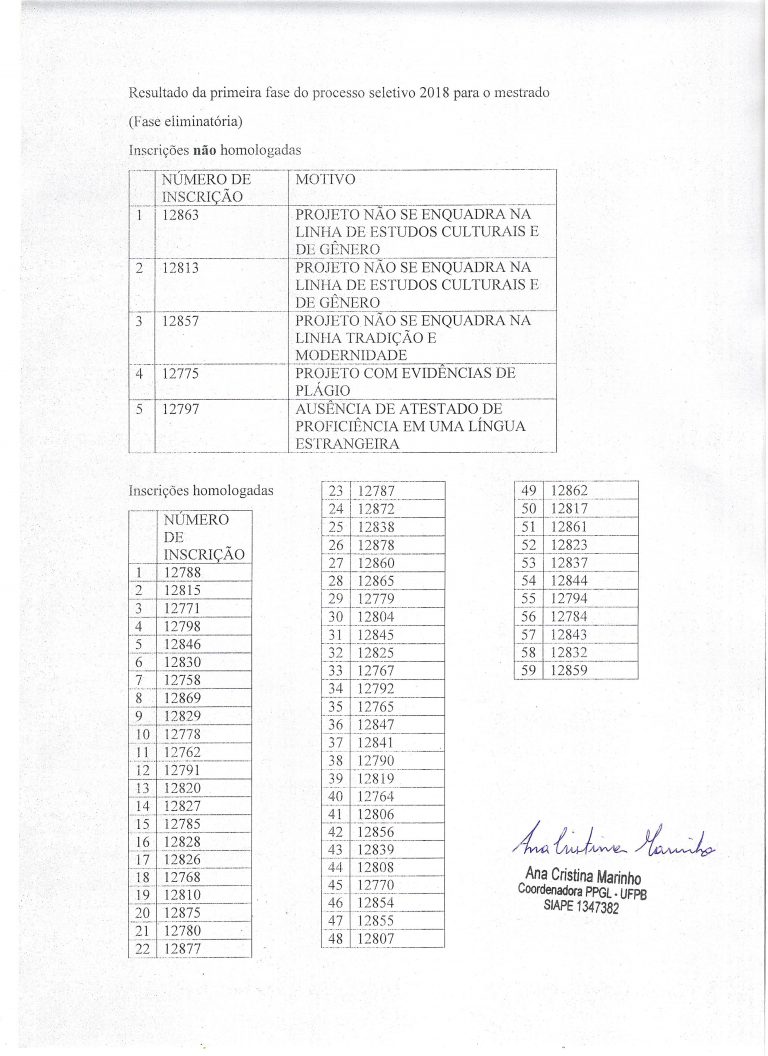 Resultado da primeira fase do processo seletivo 2018 para o mestrado
(Fase eliminatória)
Inscrições não homologadas
NÚMERO DE INSCRIÇÃO MOTIVO
1 12863 PROJETO NÃO SE ENQUADRA NA
LINHA DE ESTUDOS CULTURAIS E
DE GÊNERO
2 12813 PROJETO NÃO SE ENQUADRA NA
LINHA DE ESTUDOS CULTURAIS E
DE GÊNERO
3 12857 PROJETO NÃO SE ENQUADRA NA
LINHA TRADIÇÃO E
MODERNIDADE
4 12775 PROJETO COM EVIDÊNCIAS DE
PLÁGIO
5 12797 AUSÊNCIA DE ATESTADO DE
PROFICIÊNCIA EM UMA LÍNGUA
ESTRANGEIRA
Inscrições homologadas
NÚMERO
DE
INSCRIÇÃO
1 12788
2 12815
3 12771
4 12798
5 12846
6 12830
7 12758
8 12869
9 12829
10 12778
11 12762
12 12791
13 12820
14 12827
15 12785
16 12828
17 12826
18 12768
19 12810
20 12875
21 12780
22 12877
23 12787
24 12872
25 12838
26 12878
27 12860
28 12865
29 12779
30 12804
31 12845
32 12825
33 12767
34 12792
35 12765
36 12847
37 12841
38 12790
39 12819
40 12764
41 12806
42 12856
43 12839
44 12808
45 12770
46 12854
47 12855
48 12807
49 12862
50 12817
51 12861
52 12823
53 12837
54 12844
55 12794
56 12784
57 12843
58 12832
59 12859
Ana Cristina Marinho
Ana Cristina Marinho
Coordenadora PPGL - UFPB
SIAPE 1347382